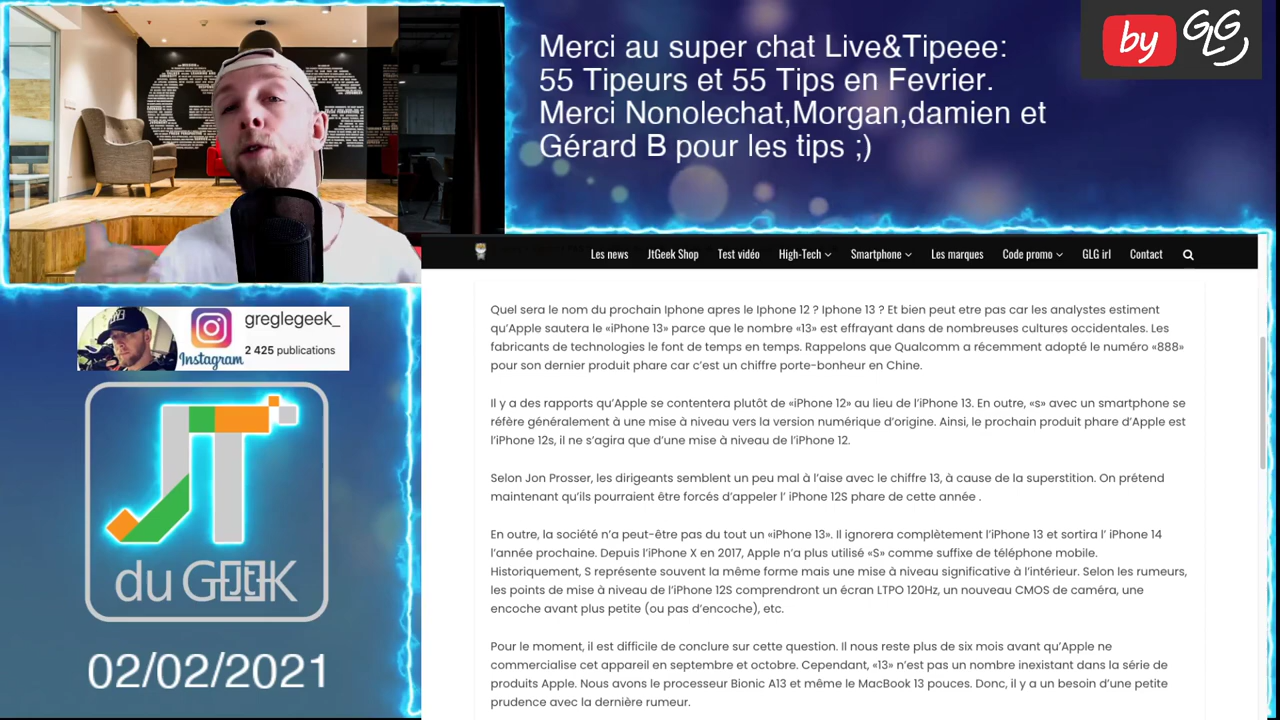 Merci au super chat Live&Tipeee:
55 Tipeurs et 55 Tips en Fevrier.
Merci Nonolechat,Morgan,damien et
Gérard B pour les tips ;)
by GLG
Les news JtGeek Shop Test vidéo High-Tech Smartphone Les marques Code promo GLG irl Contact
greglegeek_
2 425 publications
Instagram
JT
du GEEK
02/02/2021
Quel sera le nom du prochain Iphone apres le Iphone 12 ? Iphone 13 ? Et bien peut etre pas car les analystes estiment
qu’Apple sautera le «iPhone 13» parce que le nombre «13» est effrayant dans de nombreuses cultures occidentales. Les
fabricants de technologies le font de temps en temps. Rappelons que Qualcomm a récemment adopté le numéro «888»
pour son dernier produit phare car c’est un chiffre porte-bonheur en Chine.
Il y a des rapports qu’Apple se contentera plutôt de «iPhone 12» au lieu de l’iPhone 13. En outre, «s» avec un smartphone se
réfère généralement à une mise à niveau vers la version numérique d’origine. Ainsi, le prochain produit phare d’Apple est
l’iPhone 12s, il ne s’agira que d’une mise à niveau de l’iPhone 12.
Selon Jon Prosser, les dirigeants semblent un peu mal à l’aise avec le chiffre 13, à cause de la superstition. On prétend
maintenant qu’ils pourraient être forcés d’appeler l’ iPhone 12S phare de cette année .
En outre, la société n’a peut-être pas du tout un «iPhone 13». Il ignorera complètement l’iPhone 13 et sortira l’ iPhone 14
l’année prochaine. Depuis l’iPhone X en 2017, Apple n’a plus utilisé «S» comme suffixe de téléphone mobile.
Historiquement, S représente souvent la même forme mais une mise à niveau significative à l’intérieur. Selon les rumeurs,
les points de mise à niveau de l’iPhone 12S comprendront un écran LTPO 120Hz, un nouveau CMOS de caméra, une
encoche avant plus petite (ou pas d’encoche), etc.
Pour le moment, il est difficile de conclure sur cette question. Il nous reste plus de six mois avant qu’Apple ne
commercialise cet appareil en septembre et octobre. Cependant, «13» n’est pas un nombre inexistant dans la série de
produits Apple. Nous avons le processeur Bionic A13 et même le MacBook 13 pouces. Donc, il y a un besoin d’une petite
prudence avec la dernière rumeur.